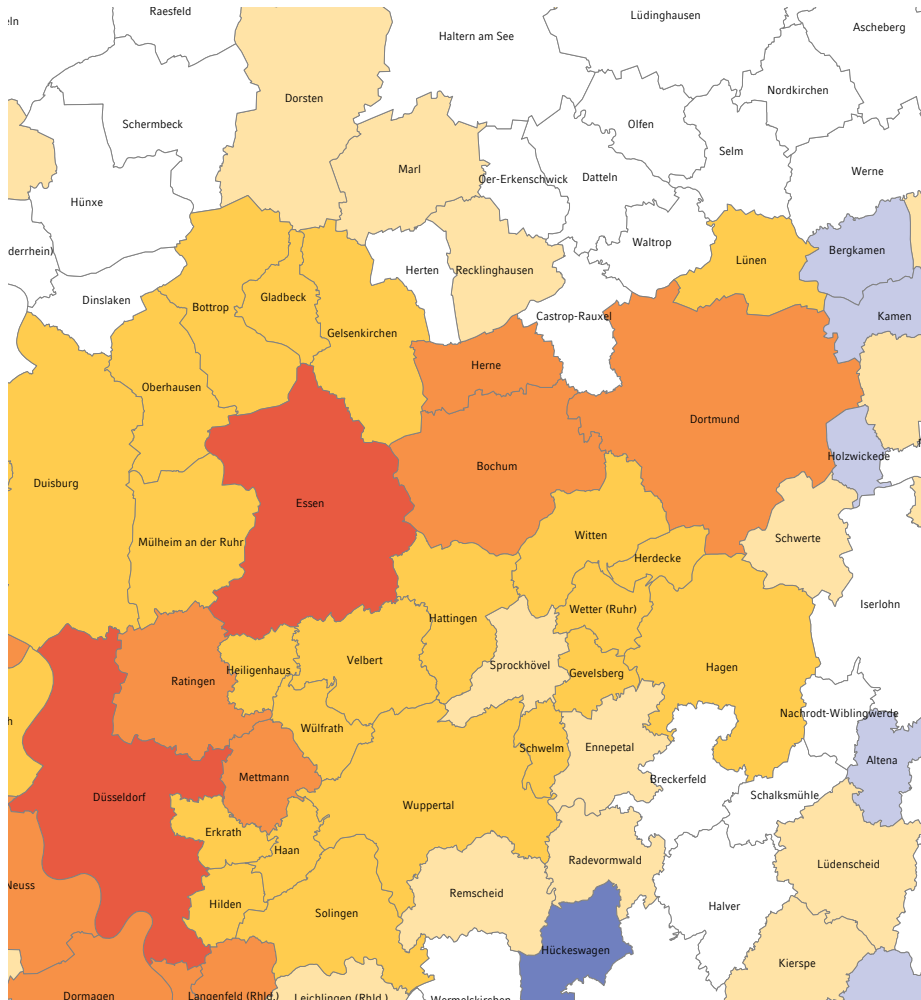 Raesfeld
eln
Lüdinghausen
Ascheberg
Haltern am See
Nordkirchen
Dorsten
Schermbeck
Olfen
Selm
Marl
Oer-Erkenschwick
Datteln
Werne
Hünxe
derrhein)
Waltrop
Bergkamen
Lünen
Herten
Recklinghausen
Dinslaken
Gladbeck
Bottrop
Castrop-Rauxel
Kamen
Gelsenkirchen
Herne
Oberhausen
Dortmund
Holzwickede
Bochum
Duisburg
Essen
Witten
Schwerte
Mülheim an der Ruhr
Herdecke
Iserlohn
Wetter (Ruhr)
Hattingen
Velbert
Sprockhövel
Hagen
Heiligenhaus
Gevelsberg
Ratingen
Nachrodt-Wiblingwerde
h
Wülfrath
Schwelm
Ennepetal
Altena
Mettmann
Breckerfeld
Schalksmühle
Düsseldorf
Wuppertal
Erkrath
Haan
Radevormwald
Lüdenscheid
Neuss
Remscheid
Hilden
Halver
Solingen
Hückeswagen
Kierspe
Dormagen
Langenfeld (Rhld.)
Leichlingen (Rhld.)
Wermelskirchen